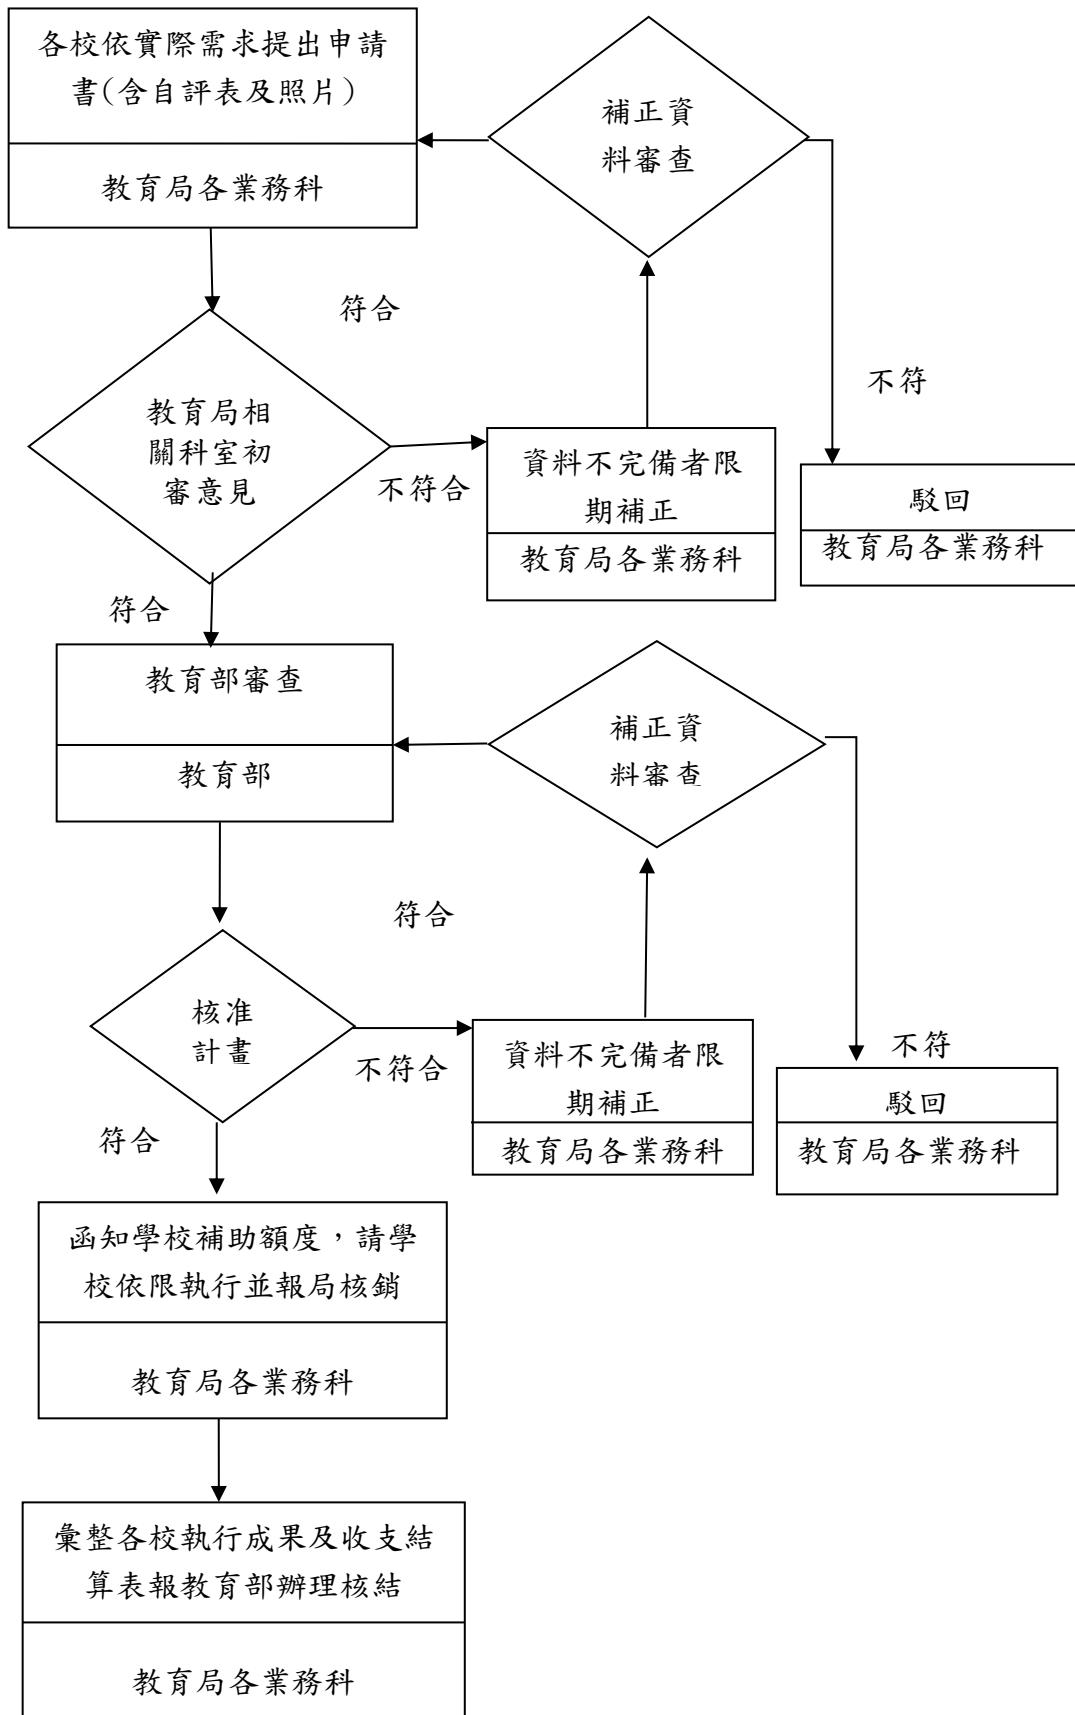 各校依實際需求提出申請
書(含自評表及照片)
教育局各業務科
補正資
料審查
符合
不符
教育局相
關科室初
審意見
不符合
資料不完備者限
期補正
教育局各業務科
駁回
教育局各業務科
符合
教育部審查
教育部
補正資
料審查
符合
核准
計畫
不符合
資料不完備者限
期補正
教育局各業務科
不符
駁回
教育局各業務科
符合
函知學校補助額度，請學
校依限執行並報局核銷
教育局各業務科
彙整各校執行成果及收支結
算表報教育部辦理核結
教育局各業務科